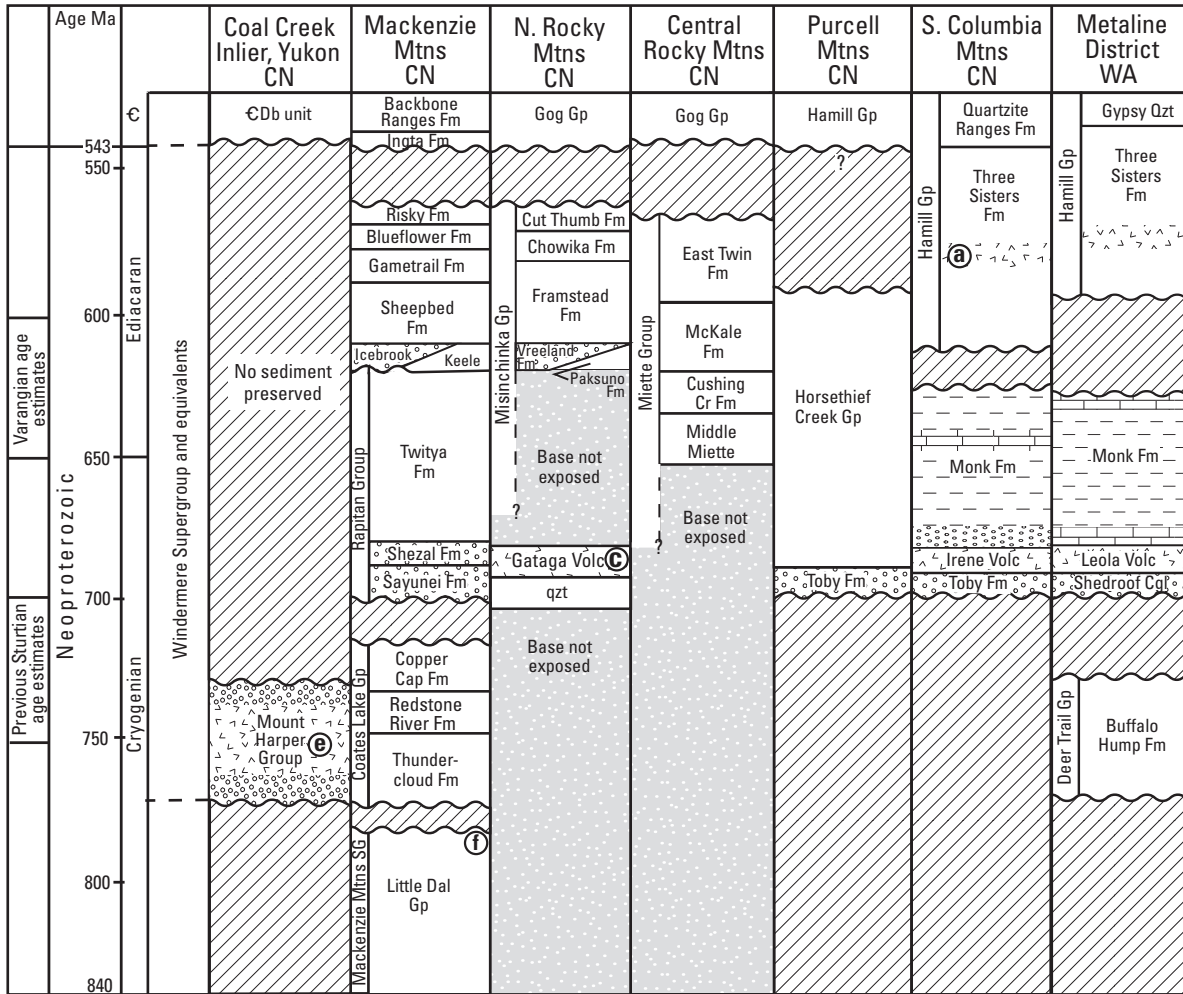 Age Ma
Coal Creek
Inlier, Yukon
CN
Mackenzie
Mtns
CN
N. Rocky
Mtns
CN
Central
Rocky Mtns
CN
Purcell
Mtns
CN
S. Columbia
Mtns
CN
Metaline
District
WA
Varangian age
estimates
Previous Sturtian
age estimates
Neoproterozoic
543
550
600
650
700
750
800
840
Є
Ediacaran
Cryogenian
Windermere Supergroup and equivalents
ЄDb unit
No sediment
preserved
Mount
Harper
Group
e
Backbone
Ranges Fm
Ingta Fm
Risky Fm
Blueflower Fm
Gametrail Fm
Sheepbed
Fm
Icebrook
Keele
Rapitan Group
Twitya
Fm
Shezal Fm
Sayunei Fm
Coates Lake Gp
Copper
Cap Fm
Redstone
River Fm
Thunder-
cloud Fm
Mackenzie Mtns SG
f
Little Dal
Gp
Gog Gp
Misinchinka Gp
Cut Thumb Fm
Chowika Fm
Framstead
Fm
Vreeland
Fm
Paksuno
Fm
Base not
exposed
?
Gataga Volc
c
qzt
Base not
exposed
Gog Gp
Miette Group
East Twin
Fm
McKale
Fm
Cushing
Cr Fm
Middle
Miette
Base not
exposed
?
Hamill Gp
?
Horsethief
Creek Gp
Toby Fm
Hamill Gp
Quartzite
Ranges Fm
Three
Sisters
Fm
a
Monk Fm
Irene Volc
Toby Fm
Hamill Gp
Gypsy Qzt
Three
Sisters
Fm
Monk Fm
Leola Volc
Shedroof Cgl
Deer Trail Gp
Buffalo
Hump Fm